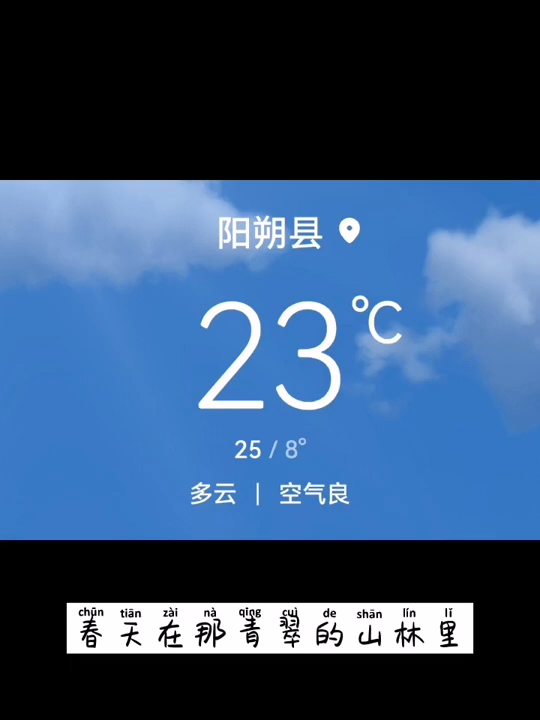 阳朔县
23℃
25 / 8°
多云 | 空气良
chūn tiān zài nà qīng cuì de shān lín lǐ
春天在那青翠的山林里